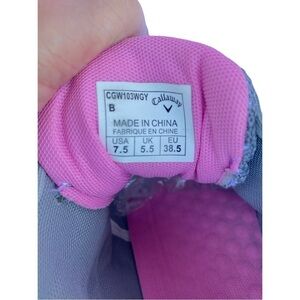 CGW103WGY
B Callaway
MADE IN CHINA
FABRIQUE EN CHINE
USA UK EU
7.5 5.5 38.5